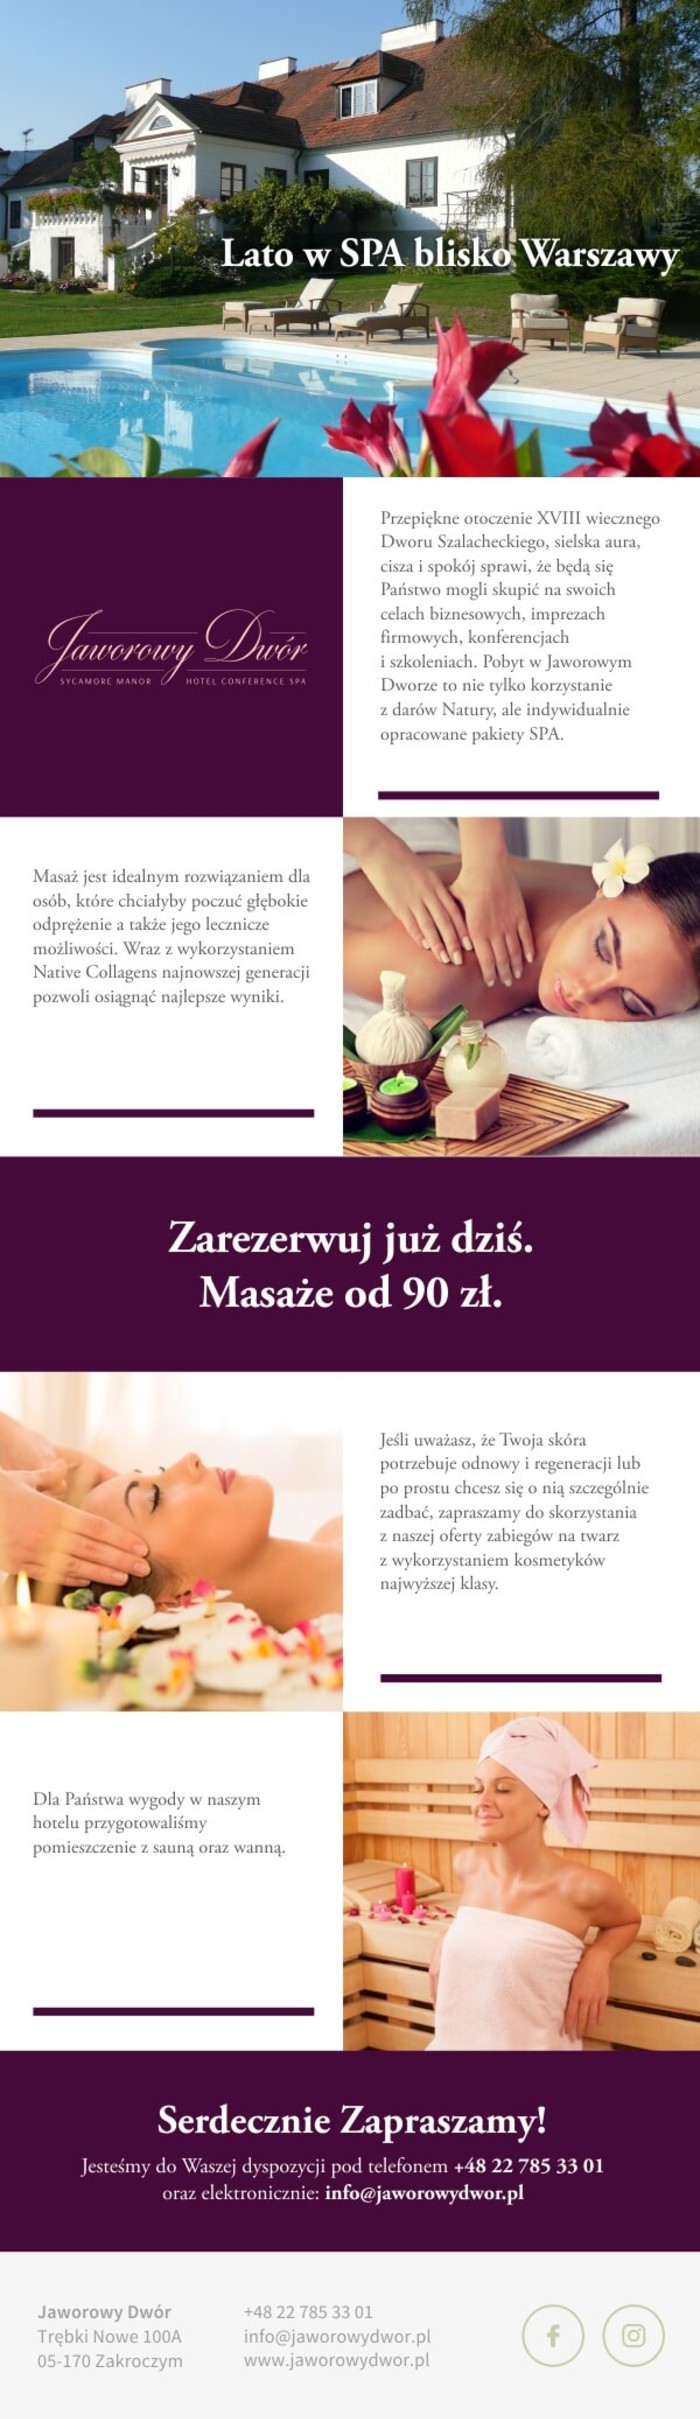 Lato w SPA blisko Warszawy
Jaworowy Dwór
SYCAMORE MANOR HOTEL CONFERENCE SPA
Przepiękne otoczenie XVIII wiecznego
Dworu Szalacheckiego, sielska aura,
cisza i spokój sprawi, że będą się
Państwo mogli skupić na swoich
celach biznesowych, imprezach
firmowych, konferencjach
i szkoleniach. Pobyt w Jaworowym
Dworze to nie tylko korzystanie
z darów Natury, ale indywidualnie
opracowane pakiety SPA.
Masaż jest idealnym rozwiązaniem dla
osób, które chciałyby poczuć głębokie
odprężenie a także jego lecznicze
możliwości. Wraz z wykorzystaniem
Native Collagens najnowszej generacji
pozwoli osiągnąć najlepsze wyniki.
Zarezerwuj już dziś.
Masaże od 90 zł.
Jeśli uważasz, że Twoja skóra
potrzebuje odnowy i regeneracji lub
po prostu chcesz się o nią szczególnie
zadbać, zapraszamy do skorzystania
z naszej oferty zabiegów na twarz
z wykorzystaniem kosmetyków
najwyższej klasy.
Dla Państwa wygody w naszym
hotelu przygotowaliśmy
pomieszczenie z sauną oraz wanną.
Serdecznie Zapraszamy!
Jesteśmy do Waszej dyspozycji pod telefonem +48 22 785 33 01
oraz elektronicznie: info@jaworowydwor.pl
Jaworowy Dwór
Trębki Nowe 100A
05-170 Zakroczym
+48 22 785 33 01
info@jaworowydwor.pl
www.jaworowydwor.pl